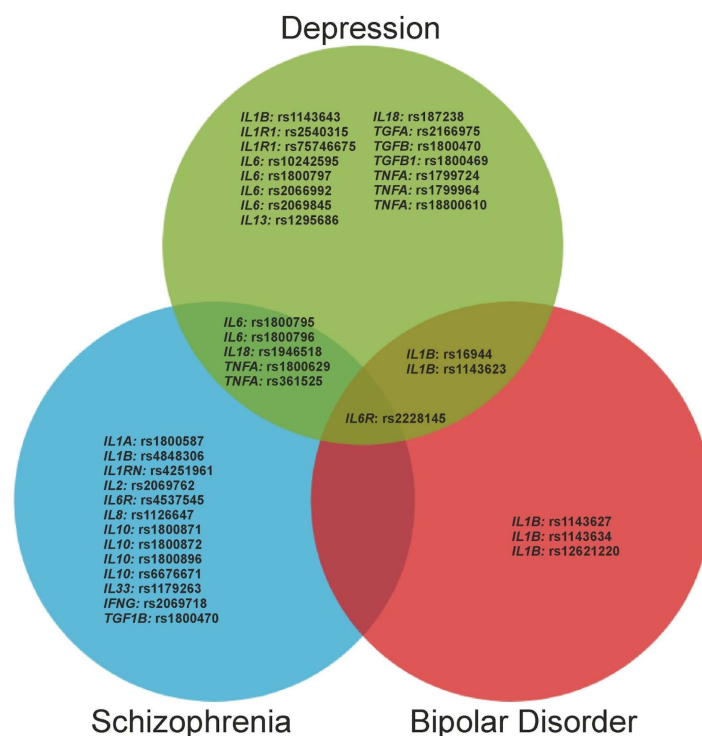 Depression
IL1B: rs1143643
IL1R1: rs2540315
IL1R1: rs75746675
IL6: rs10242595
IL6: rs1800797
IL6: rs2066992
IL6: rs2069845
IL13: rs1295686
IL18: rs187238
TGFA: rs2166975
TGFB: rs1800470
TGFB1: rs1800469
TNFA: rs1799724
TNFA: rs1799964
TNFA: rs18800610
IL6: rs1800795
IL6: rs1800796
IL18: rs1946518
TNFA: rs1800629
TNFA: rs361525
IL1B: rs16944
IL1B: rs1143623
IL6R: rs2228145
IL1A: rs1800587
IL1B: rs4848306
IL1RN: rs4251961
IL2: rs2069762
IL6R: rs4537545
IL8: rs1126647
IL10: rs1800871
IL10: rs1800872
IL10: rs1800896
IL10: rs6676671
IL33: rs1179263
IFNG: rs2069718
TGF1B: rs1800470
IL1B: rs1143627
IL1B: rs1143634
IL1B: rs12621220
Schizophrenia
Bipolar Disorder